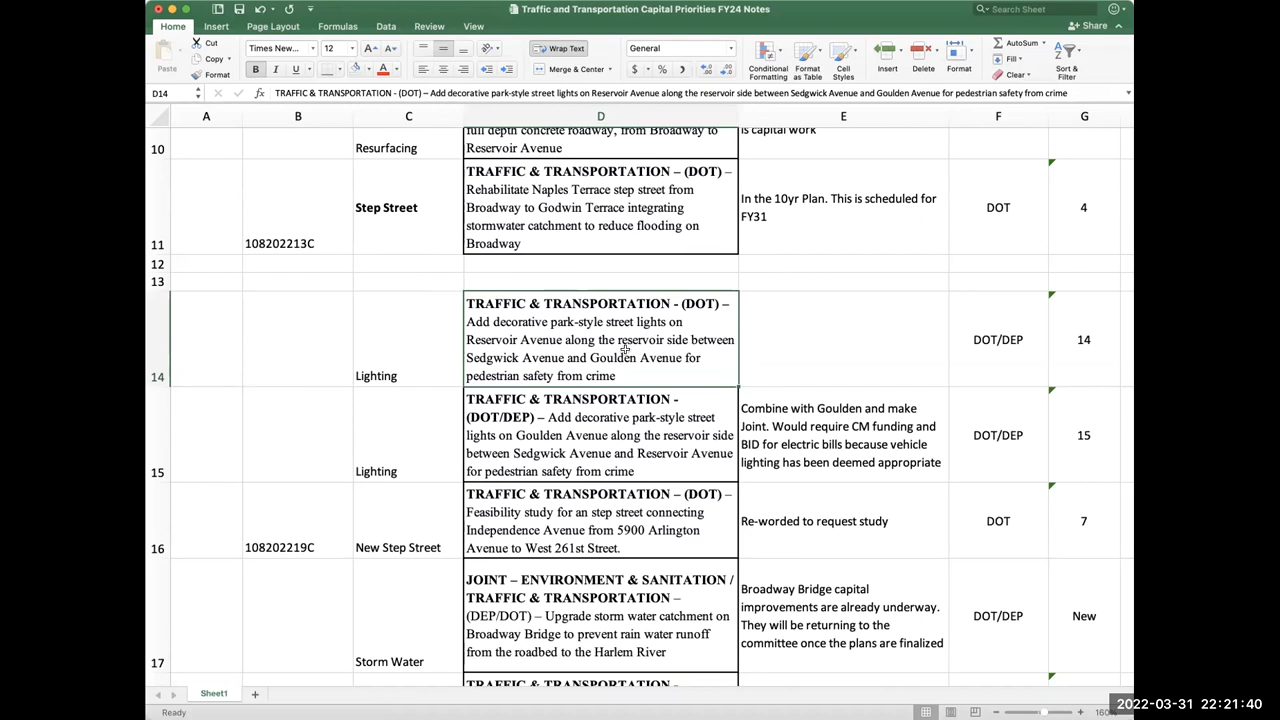 Traffic and Transportation Capital Priorities FY24 Notes
Search Sheet
Home Insert Page Layout Formulas Data Review View
Share
Cut
Copy
Format
Paste
Times New... 12
B I U
Wrap Text
Merge & Center
General
$ % )
Conditional Formatting
Format as Table
Cell Styles
Insert
Delete
Format
AutoSum
Fill
Clear
Sort & Filter
D14 fx TRAFFIC & TRANSPORTATION - (DOT) – Add decorative park-style street lights on Reservoir Avenue along the reservoir side between Sedgwick Avenue and Goulden Avenue for pedestrian safety from crime
A B C D E F G
10
Resurfacing
full depth concrete roadway, from Broadway to
Reservoir Avenue
is capital work
11
108202213C
Step Street
TRAFFIC & TRANSPORTATION – (DOT) –
Rehabilitate Naples Terrace step street from
Broadway to Godwin Terrace integrating
stormwater catchment to reduce flooding on
Broadway
In the 10yr Plan. This is scheduled for
FY31
DOT
4
12
13
14
Lighting
TRAFFIC & TRANSPORTATION - (DOT) –
Add decorative park-style street lights on
Reservoir Avenue along the reservoir side between
Sedgwick Avenue and Goulden Avenue for
pedestrian safety from crime
DOT/DEP
14
15
Lighting
TRAFFIC & TRANSPORTATION -
(DOT/DEP) – Add decorative park-style street
lights on Goulden Avenue along the reservoir side
between Sedgwick Avenue and Reservoir Avenue
for pedestrian safety from crime
Combine with Goulden and make
Joint. Would require CM funding and
BID for electric bills because vehicle
lighting has been deemed appropriate
DOT/DEP
15
16
108202219C
New Step Street
TRAFFIC & TRANSPORTATION – (DOT) –
Feasibility study for an step street connecting
Independence Avenue from 5900 Arlington
Avenue to West 261st Street.
Re-worded to request study
DOT
7
17
Storm Water
JOINT – ENVIRONMENT & SANITATION /
TRAFFIC & TRANSPORTATION –
(DEP/DOT) – Upgrade storm water catchment on
Broadway Bridge to prevent rain water runoff
from the roadbed to the Harlem River
Broadway Bridge capital
improvements are already underway.
They will be returning to the
committee once the plans are finalized
DOT/DEP
New
TRAFFIC & TRANSPORTATION -
Sheet1
Ready
160%
2022-03-31 22:21:40